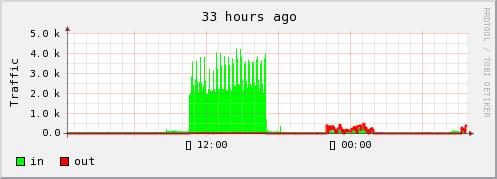 33 hours ago
Traffic
5.0 k
4.0 k
3.0 k
2.0 k
1.0 k
0.0
12:00
00:00
in
out
RRDTOOL / TOBI OETIKER